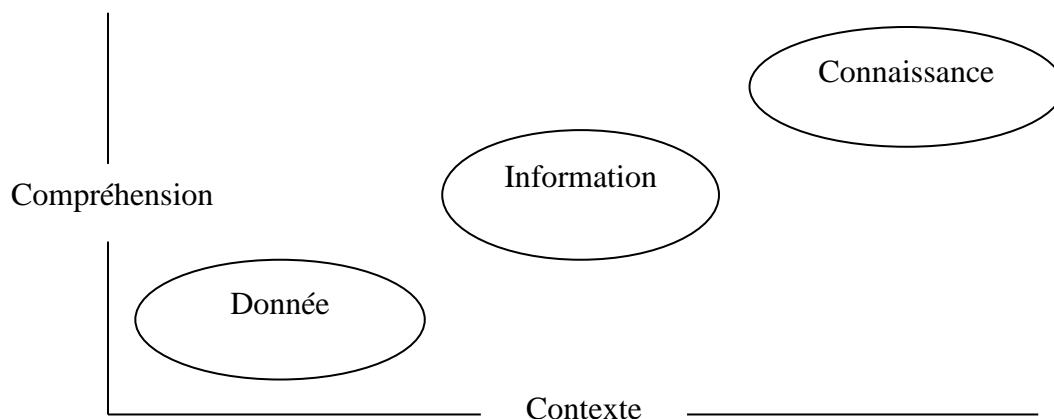 Connaissance
Information
Compréhension
Donnée
Contexte